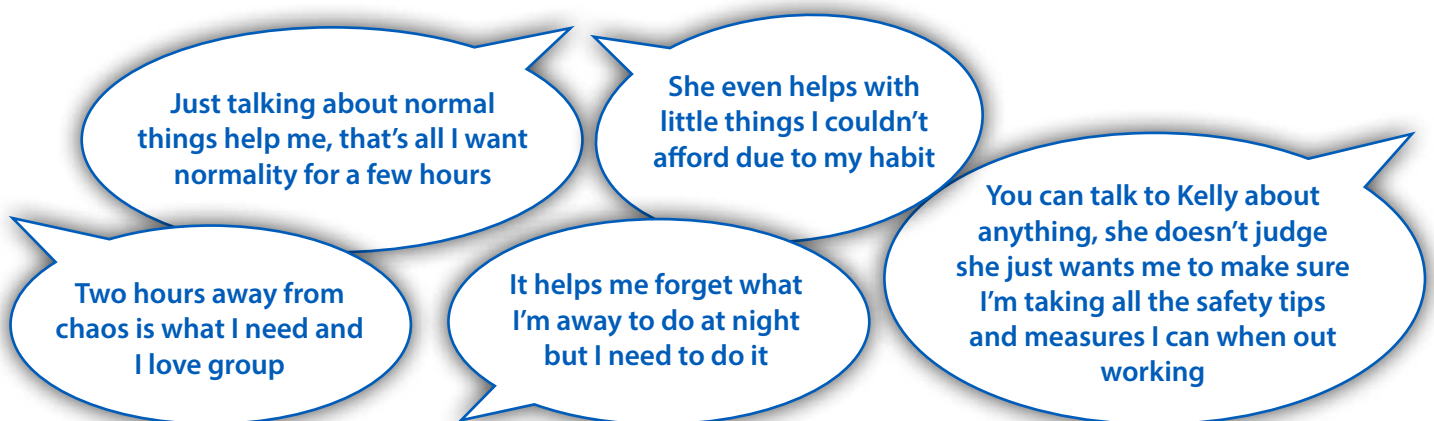 Just talking about normal
things help me, that’s all I want
normality for a few hours
She even helps with
little things I couldn’t
afford due to my habit
You can talk to Kelly about
anything, she doesn’t judge
she just wants me to make sure
I’m taking all the safety tips
and measures I can when out
working
Two hours away from
chaos is what I need and
I love group
It helps me forget what
I’m away to do at night
but I need to do it